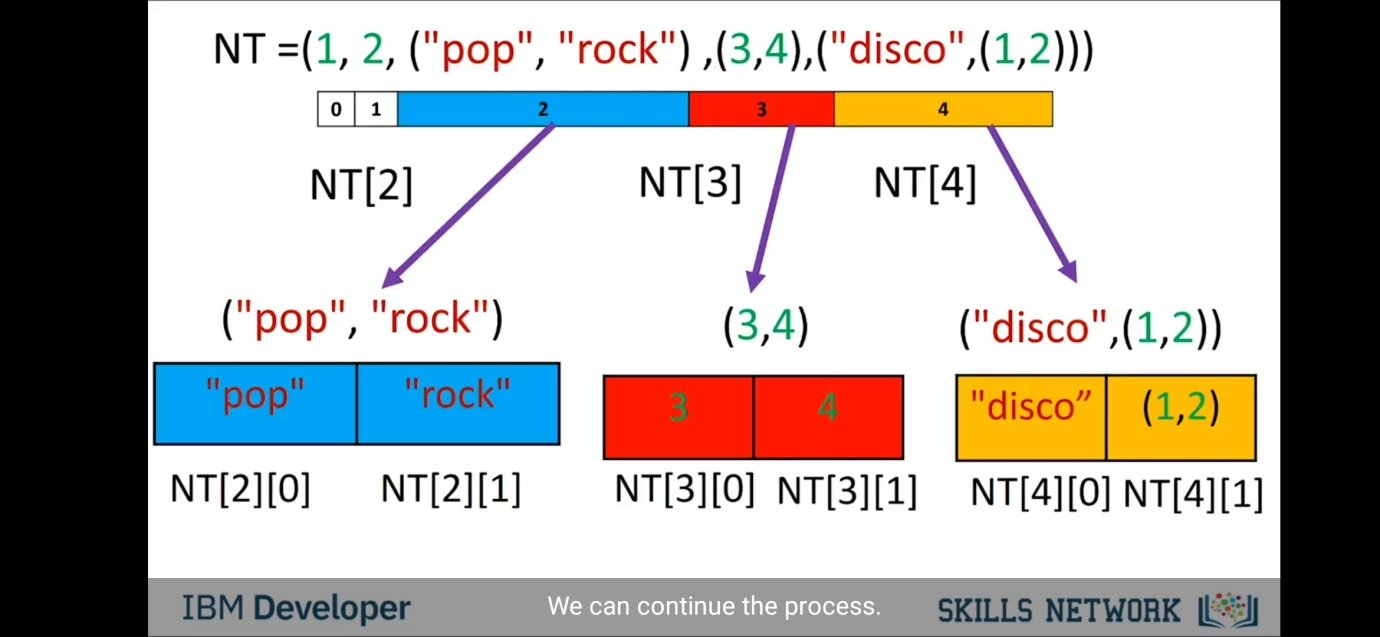 NT =(1, 2, ("pop", "rock") ,(3,4),("disco",(1,2)))
0 1 2 3 4
NT[2] NT[3] NT[4]
("pop", "rock") (3,4) ("disco",(1,2))
"pop" "rock" 3 4 "disco” (1,2)
NT[2][0] NT[2][1] NT[3][0] NT[3][1] NT[4][0] NT[4][1]
IBM Developer We can continue the process. SKILLS NETWORK